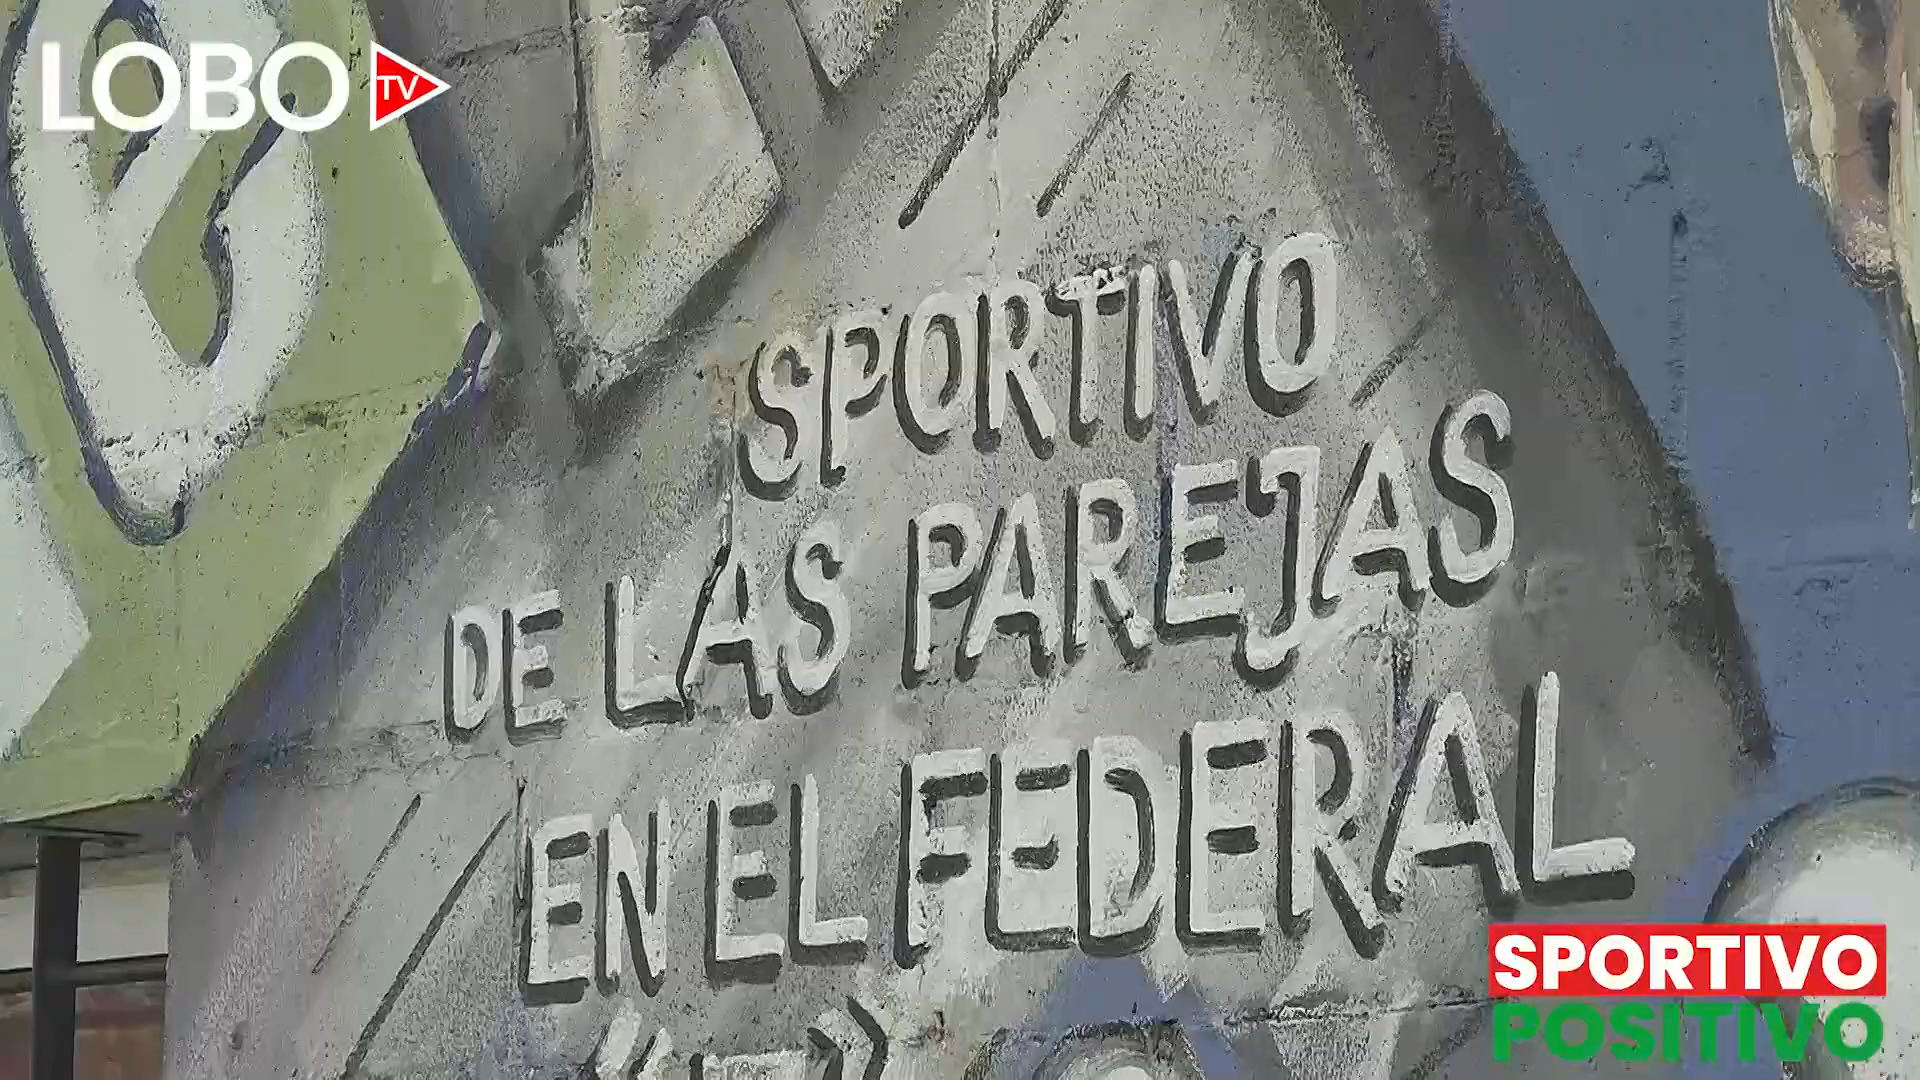 LOBO TV
SPORTIVO
DE LAS PAREJAS
EN EL FEDERAL
SPORTIVO
POSITIVO